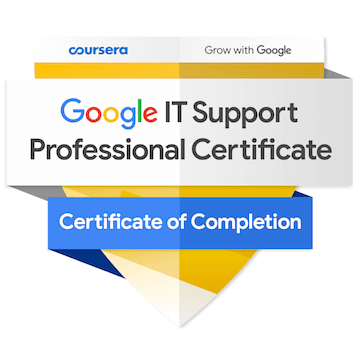 coursera
Grow with Google
Google IT Support
Professional Certificate
Certificate of Completion